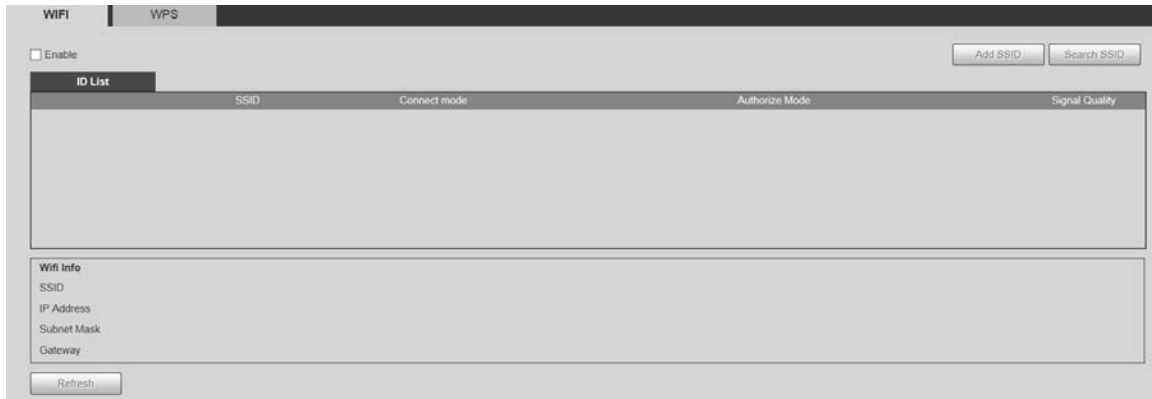 WIFI WPS
Enable Add SSID Search SSID
ID List
SSID Connect mode Authorize Mode Signal Quality
Wifi Info
SSID
IP Address
Subnet Mask
Gateway
Refresh